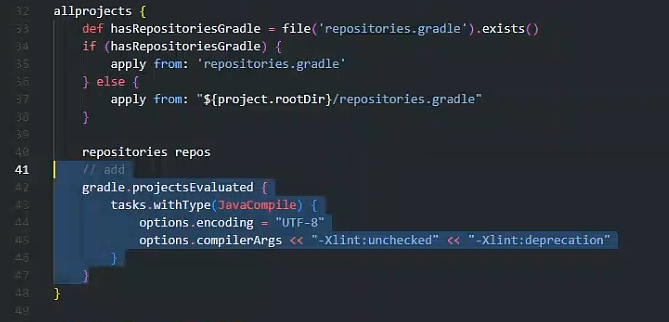 32 allprojects {
33     def hasRepositoriesGradle = file('repositories.gradle').exists()
34     if (hasRepositoriesGradle) {
35         apply from: 'repositories.gradle'
36     } else {
37         apply from: "${project.rootDir}/repositories.gradle"
38     }
39
40     repositories repos
41     // add
42     gradle.projectsEvaluated {
43         tasks.withType(JavaCompile) {
44             options.encoding = "UTF-8"
45             options.compilerArgs << "-Xlint:unchecked" << "-Xlint:deprecation"
46         }
47     }
48 }
49